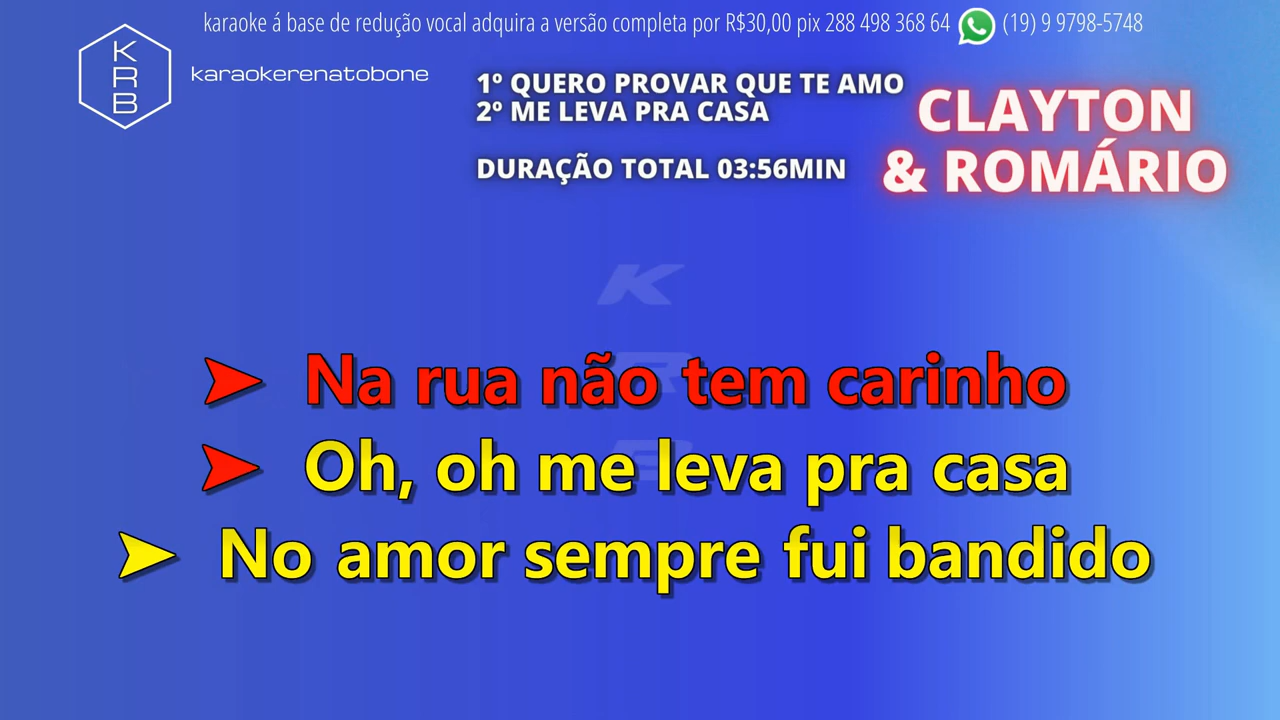 karaoke á base de redução vocal adquira a versão completa por R$30,00 pix 288 498 368 64 (19) 9 9798-5748
K
R
B
karaokerenatobone
1º QUERO PROVAR QUE TE AMO
2º ME LEVA PRA CASA
DURAÇÃO TOTAL 03:56MIN
CLAYTON
& ROMÁRIO
K
R
B
➤ Na rua não tem carinho
➤ Oh, oh me leva pra casa
➤ No amor sempre fui bandido